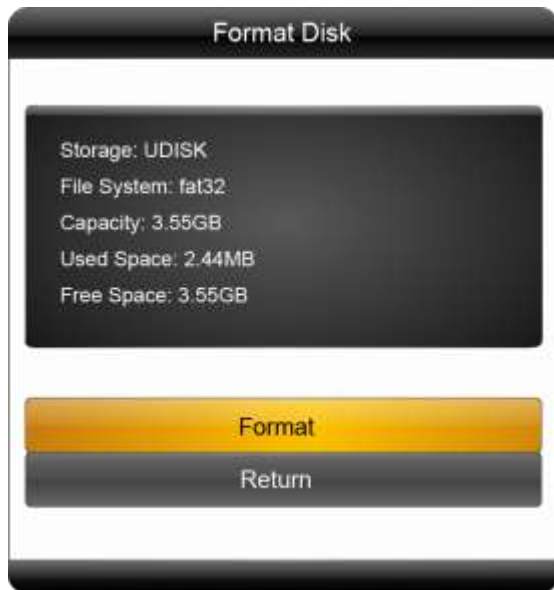 Format Disk
Storage: UDISK
File System: fat32
Capacity: 3.55GB
Used Space: 2.44MB
Free Space: 3.55GB
Format
Return